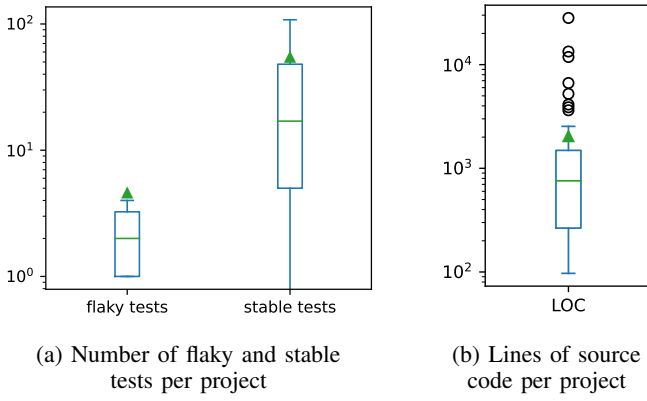 10²
10¹
10⁰
flaky tests
stable tests
(a) Number of flaky and stable
tests per project
10⁴
10³
10²
LOC
(b) Lines of source
code per project